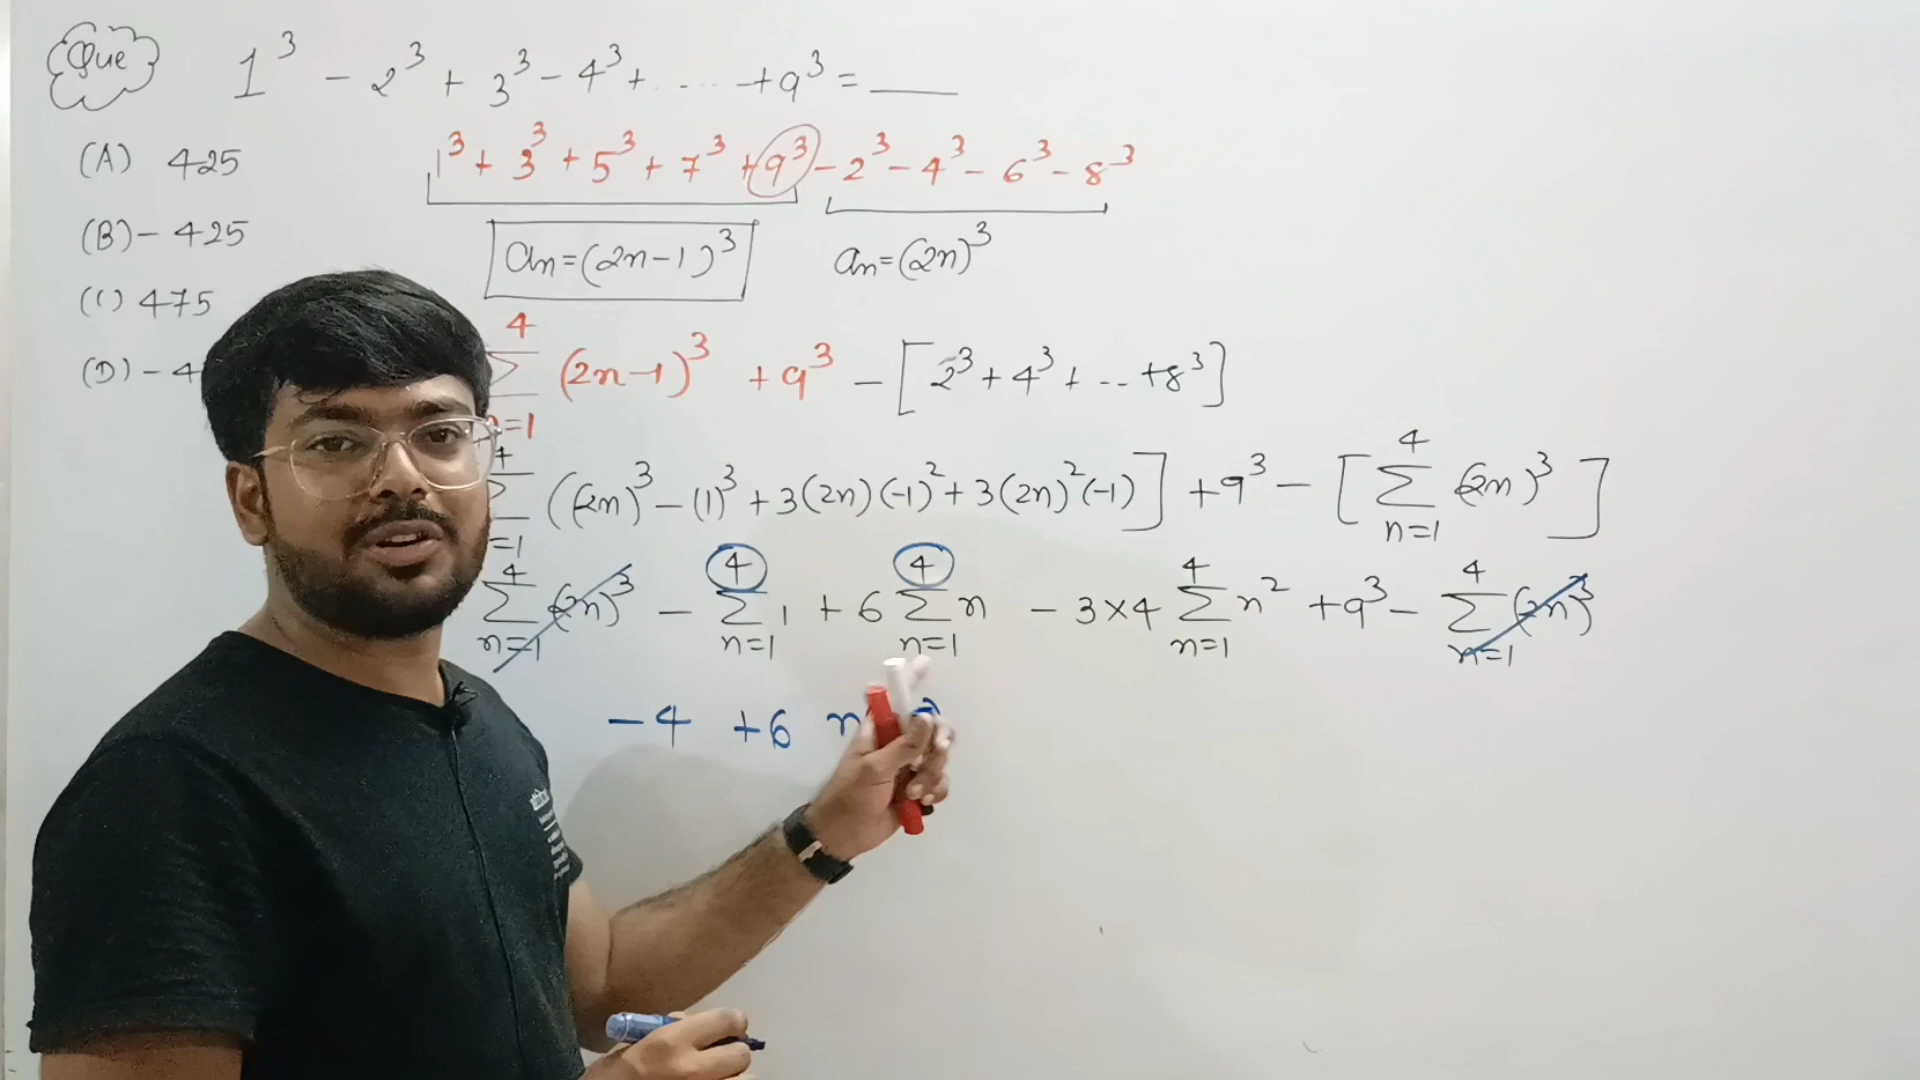 Que 1³ - 2³ + 3³ - 4³ + ..... + 9³ = ____
(A) 425
1³ + 3³ + 5³ + 7³ + 9³ - 2³ - 4³ - 6³ - 8³
(B) - 425
an = (2n-1)³ an = (2n)³
(C) 475
(D) - 4
4 (2n-1)³ + 9³ - [2³ + 4³ + .. + 8³]
n=1
((2n)³ - (1)³ + 3(2n)(-1)² + 3(2n)²(-1)] + 9³ - [4 Σ n=1 (2n)³]
=1
4 Σ n=1 (2n)³ - 4 Σ n=1 1 + 6 4 Σ n=1 n - 3×4 4 Σ n=1 n² + 9³ - 4 Σ n=1 (2n)³
- 4 + 6 n